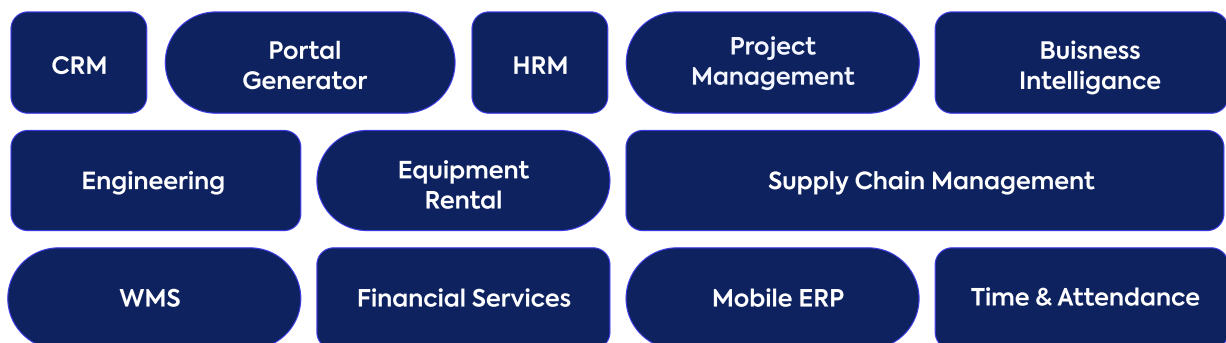 CRM
Portal
Generator
HRM
Project
Management
Buisness
Intelligance
Engineering
Equipment
Rental
Supply Chain Management
WMS
Financial Services
Mobile ERP
Time & Attendance